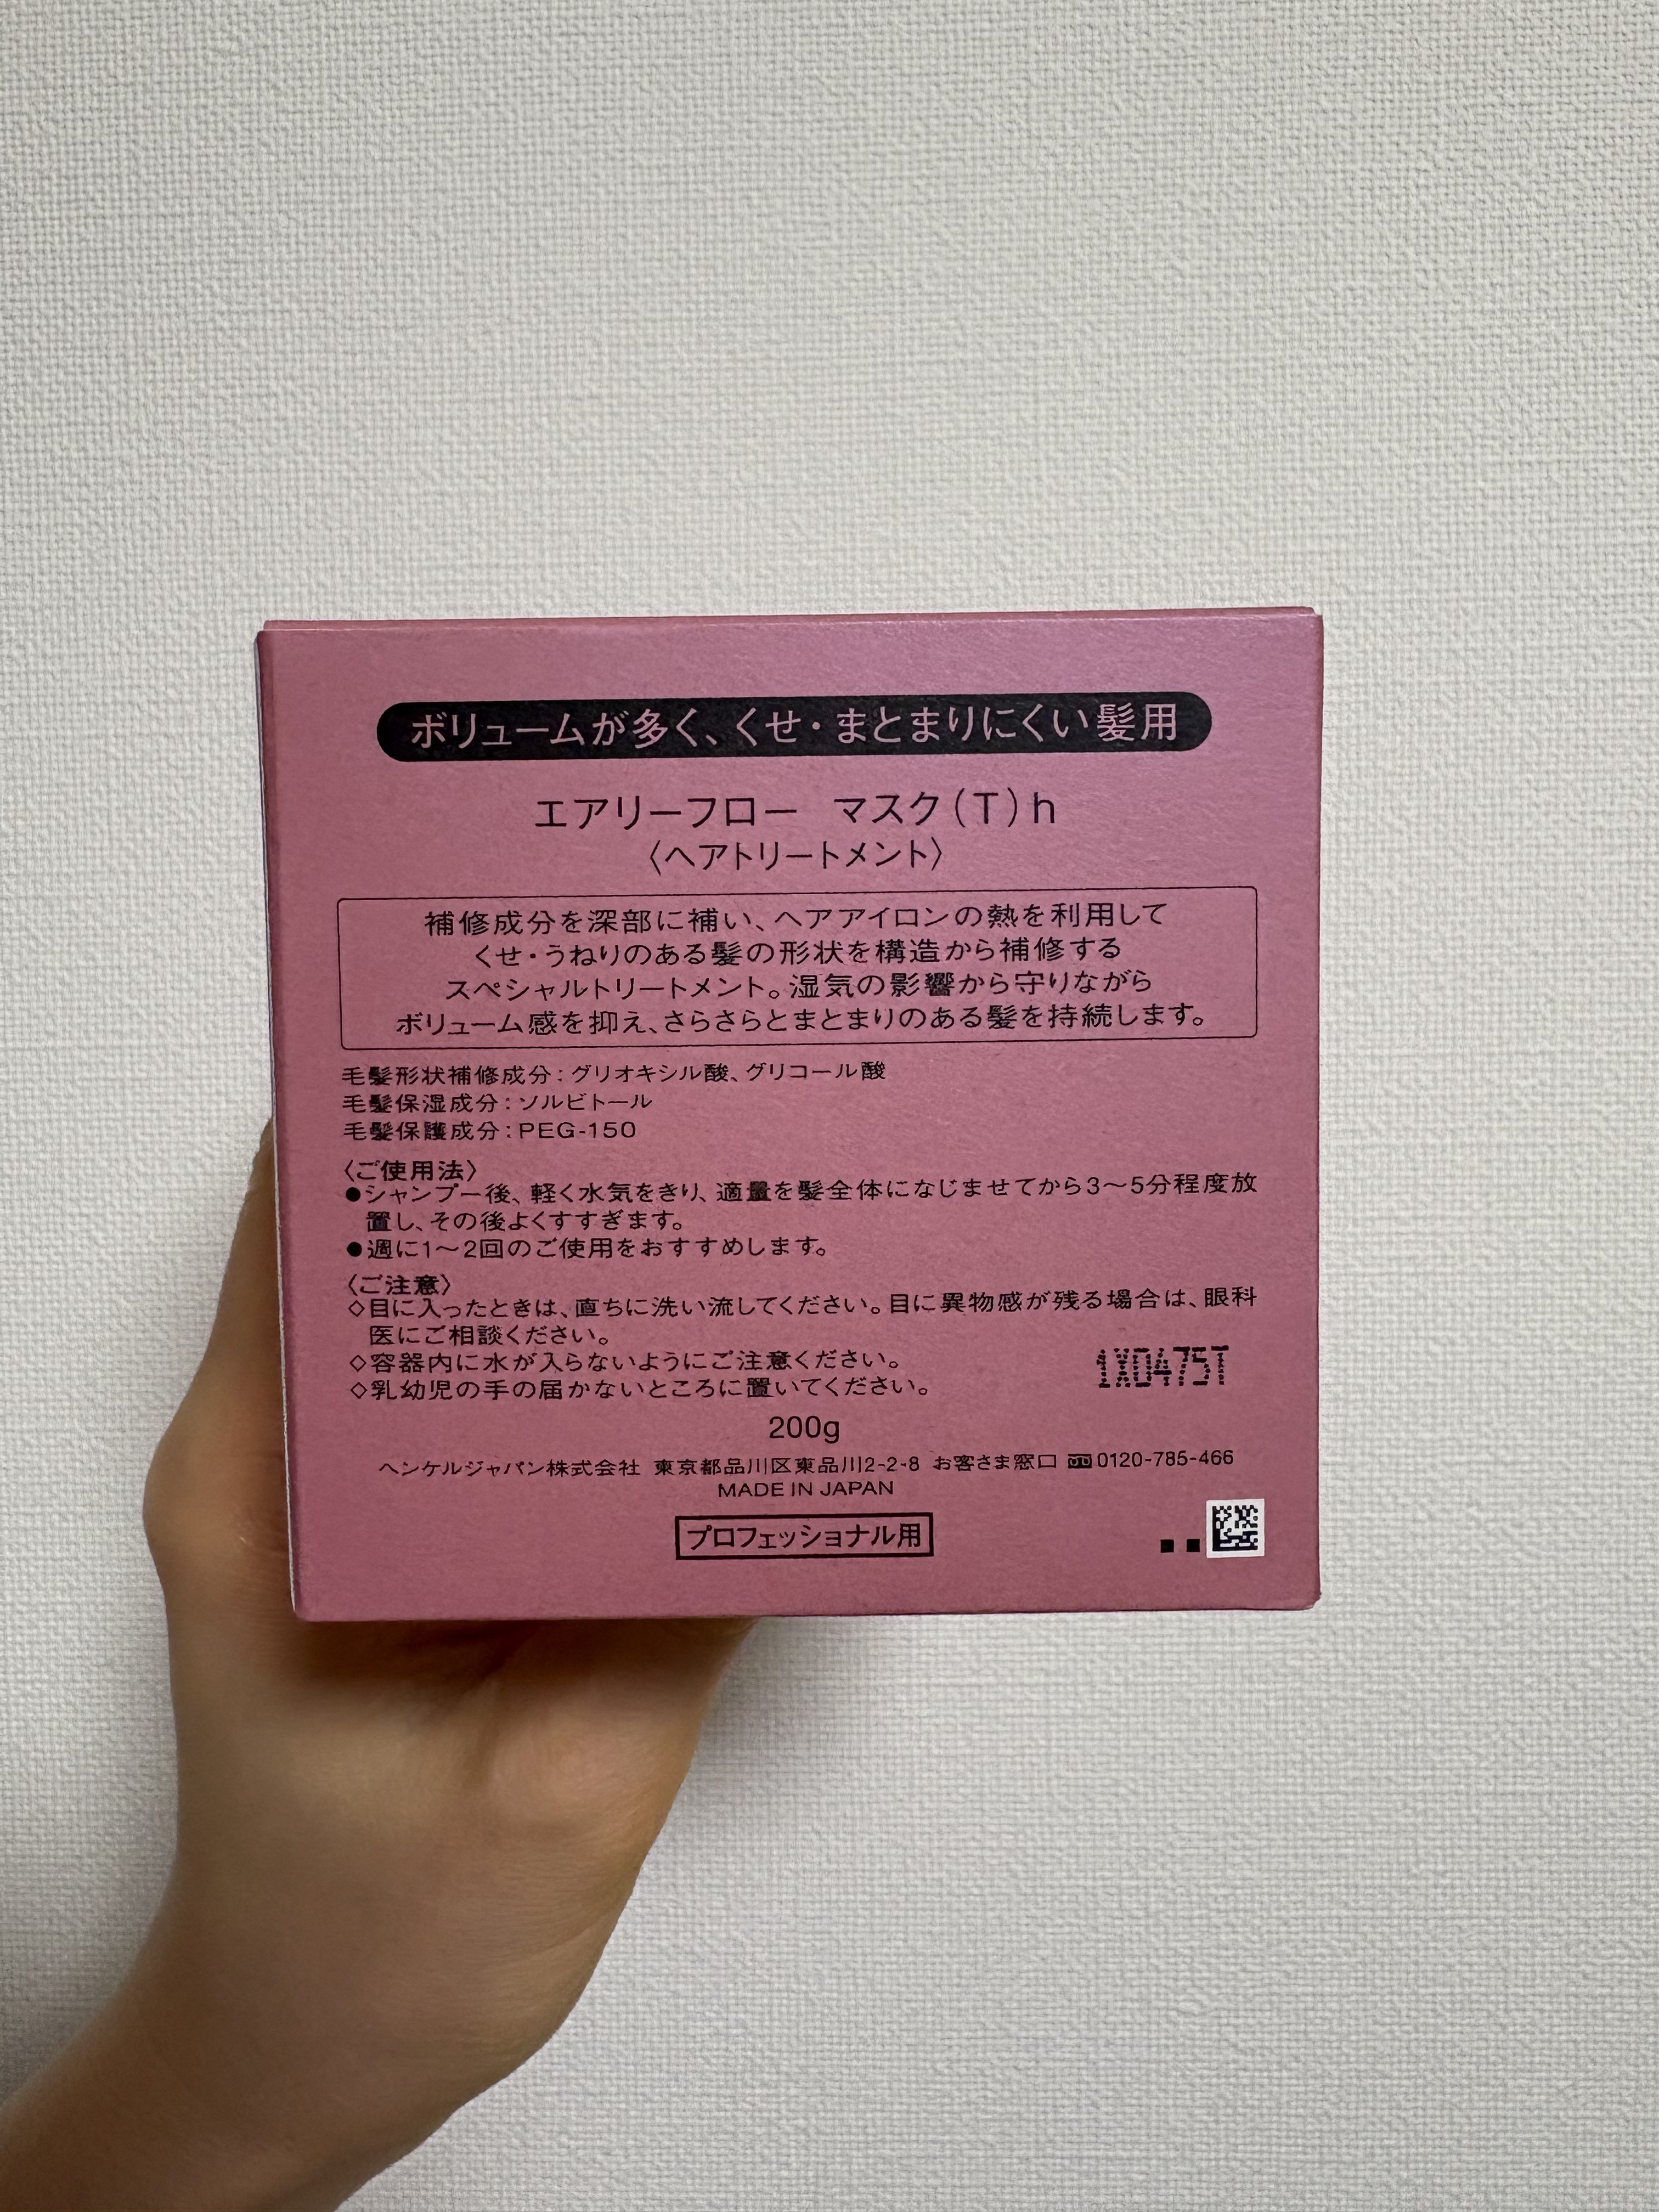 ボリュームが多く、くせ・まとまりにくい髪用
エアリーフロー マスク(T)h
〈ヘアトリートメント〉
補修成分を深部に補い、ヘアアイロンの熱を利用して
くせ・うねりのある髪の形状を構造から補修する
スペシャルトリートメント。湿気の影響から守りながら
ボリューム感を抑え、さらさらとまとまりのある髪を持続します。
毛髪形状補修成分:グリオキシル酸、グリコール酸
毛髪保湿成分:ソルビトール
毛髪保護成分:PEG-150
〈ご使用法〉
●シャンプー後、軽く水気をきり、適量を髪全体になじませてから3〜5分程度放
置し、その後よくすすぎます。
●週に1〜2回のご使用をおすすめします。
〈ご注意〉
◇目に入ったときは、直ちに洗い流してください。目に異物感が残る場合は、眼科
医にご相談ください。
◇容器内に水が入らないようにご注意ください。
◇乳幼児の手の届かないところに置いてください。
1X0475T
200g
ヘンケルジャパン株式会社 東京都品川区東品川2-2-8 お客さま窓口 0120-785-466
MADE IN JAPAN
プロフェッショナル用